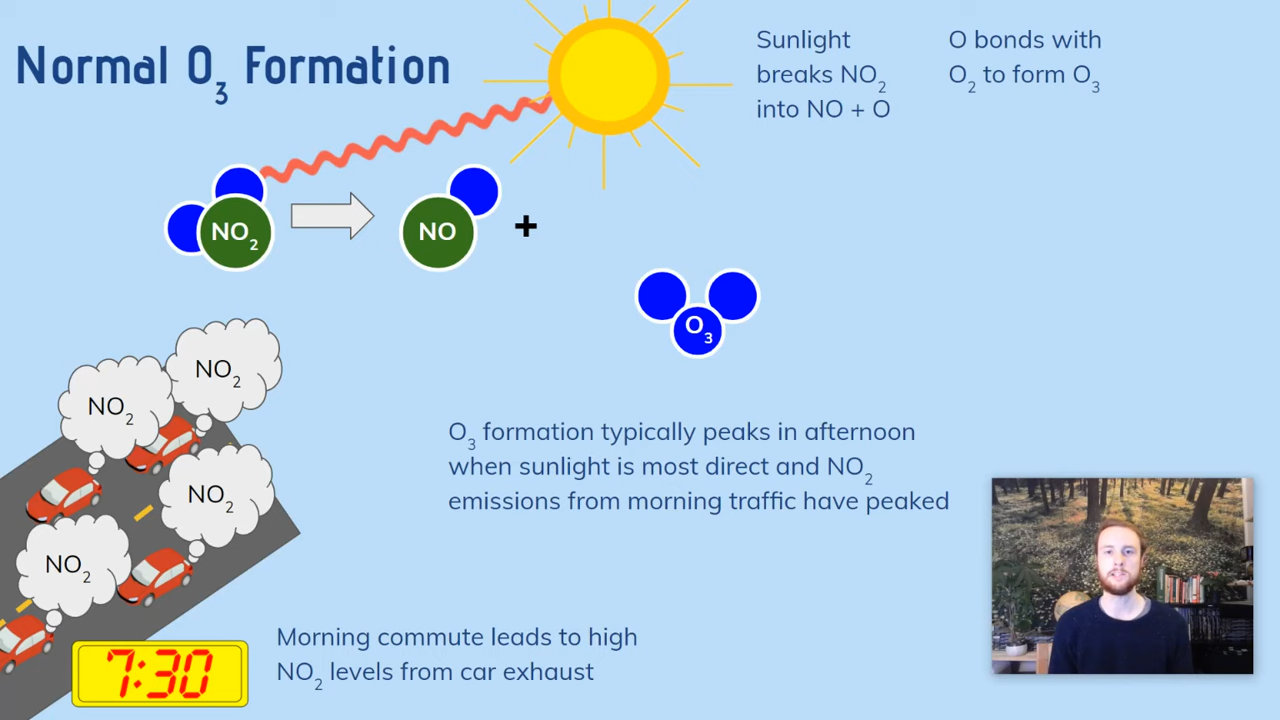 Normal O₃ Formation
Sunlight
breaks NO₂
into NO + O
O bonds with
O₂ to form O₃
NO₂
NO
+
O₃
NO₂
NO₂
NO₂
NO₂
O₃ formation typically peaks in afternoon
when sunlight is most direct and NO₂
emissions from morning traffic have peaked
7:30
Morning commute leads to high
NO₂ levels from car exhaust